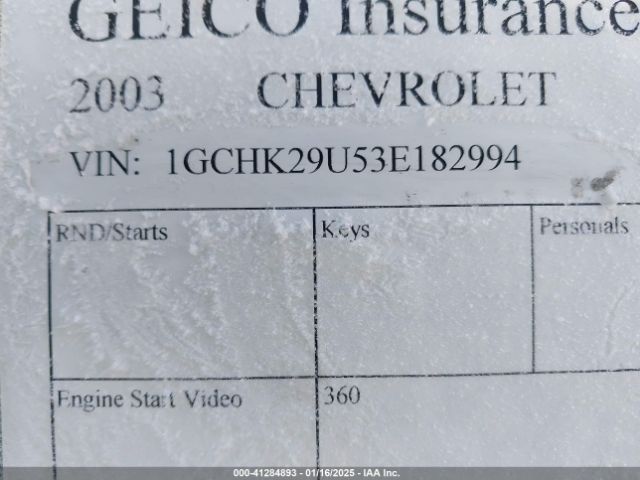 GEICO Insurance
2003 CHEVROLET
VIN: 1GCHK29U53E182994
RND/Starts Keys Personals
Engine Start Video 360
000-41284893 - 01/16/2025 - IAA Inc.